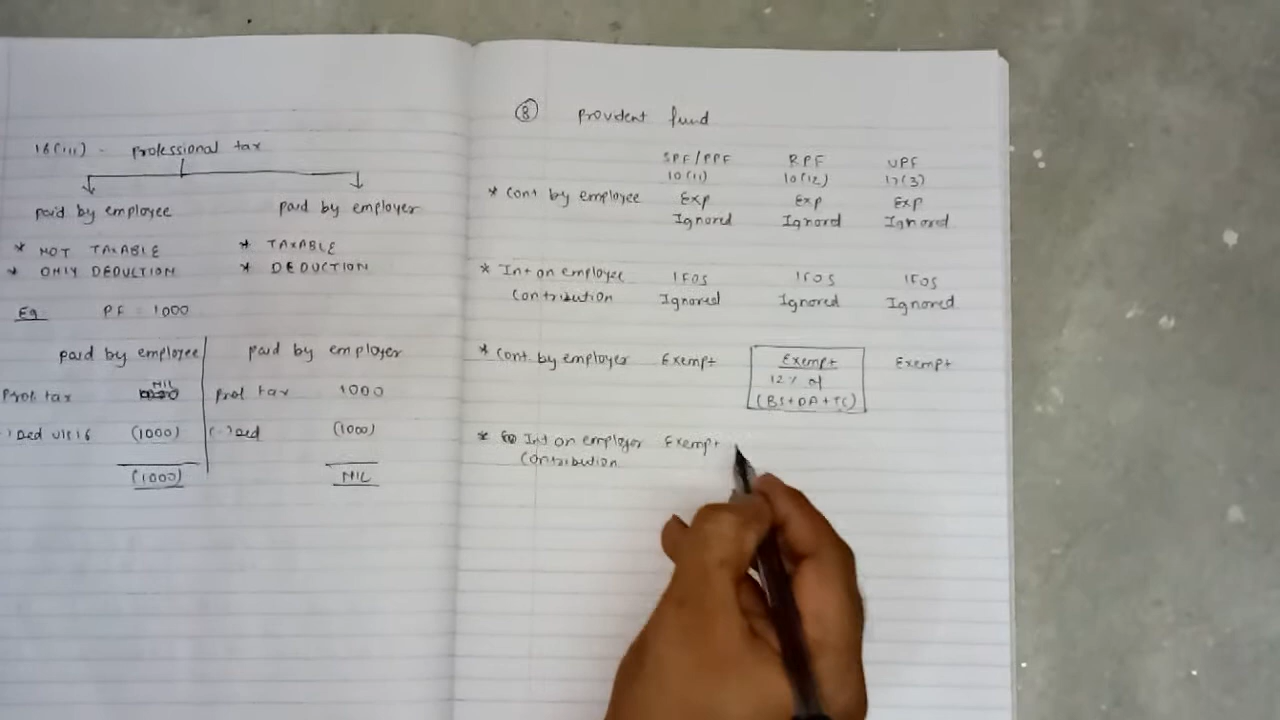 16(iii) - Professional tax
paid by employee paid by employer
* NOT TAXABLE * TAXABLE
* ONLY DEDUCTION * DEDUCTION
Eg PF = 1000
paid by employee paid by employer
NIL
Prof. tax Prof tax 1000
Ded u/s 16 (1000) (-) Ded (1000)
(1000) NIL
8 Provident fund
SPF/PPF RPF UPF
10(11) 10(12) 17(3)
* Cont by employee Exp Exp Exp
Ignored Ignored Ignored
* Int on employee IFOS IFOS IFOS
Contribution Ignored Ignored Ignored
* Cont. by employer Exempt Exempt Exempt
12% of
(BS+DA+TC)
* Int on employer Exempt
Contribution